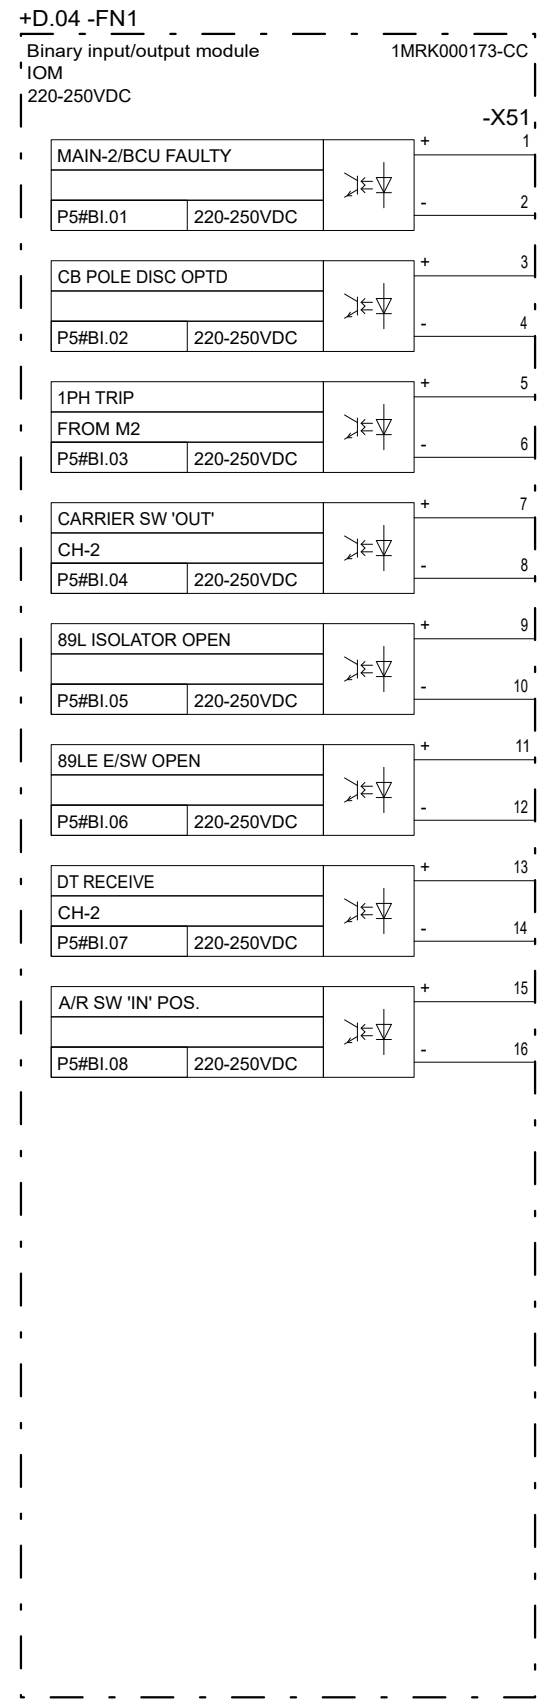 +D.04 -FN1
Binary input/output module 1MRK000173-CC
IOM
220-250VDC
-X51
+ 1
MAIN-2/BCU FAULTY
- 2
P5#BI.01 220-250VDC
+ 3
CB POLE DISC OPTD
- 4
P5#BI.02 220-250VDC
+ 5
1PH TRIP
FROM M2
- 6
P5#BI.03 220-250VDC
+ 7
CARRIER SW 'OUT'
CH-2
- 8
P5#BI.04 220-250VDC
+ 9
89L ISOLATOR OPEN
- 10
P5#BI.05 220-250VDC
+ 11
89LE E/SW OPEN
- 12
P5#BI.06 220-250VDC
+ 13
DT RECEIVE
CH-2
- 14
P5#BI.07 220-250VDC
+ 15
A/R SW 'IN' POS.
- 16
P5#BI.08 220-250VDC